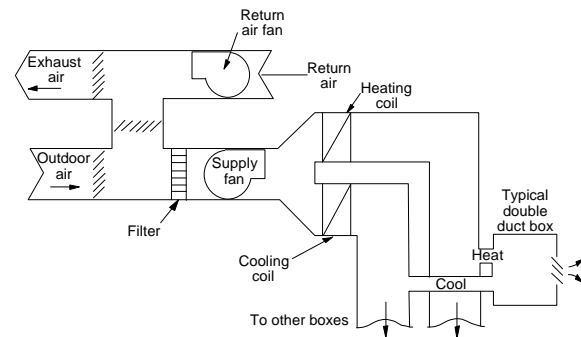 Return
air fan
Exhaust
air
Return
air
Heating
coil
Outdoor
air
Supply
fan
Filter
Cooling
coil
Typical
double
duct box
Heat
Cool
To other boxes